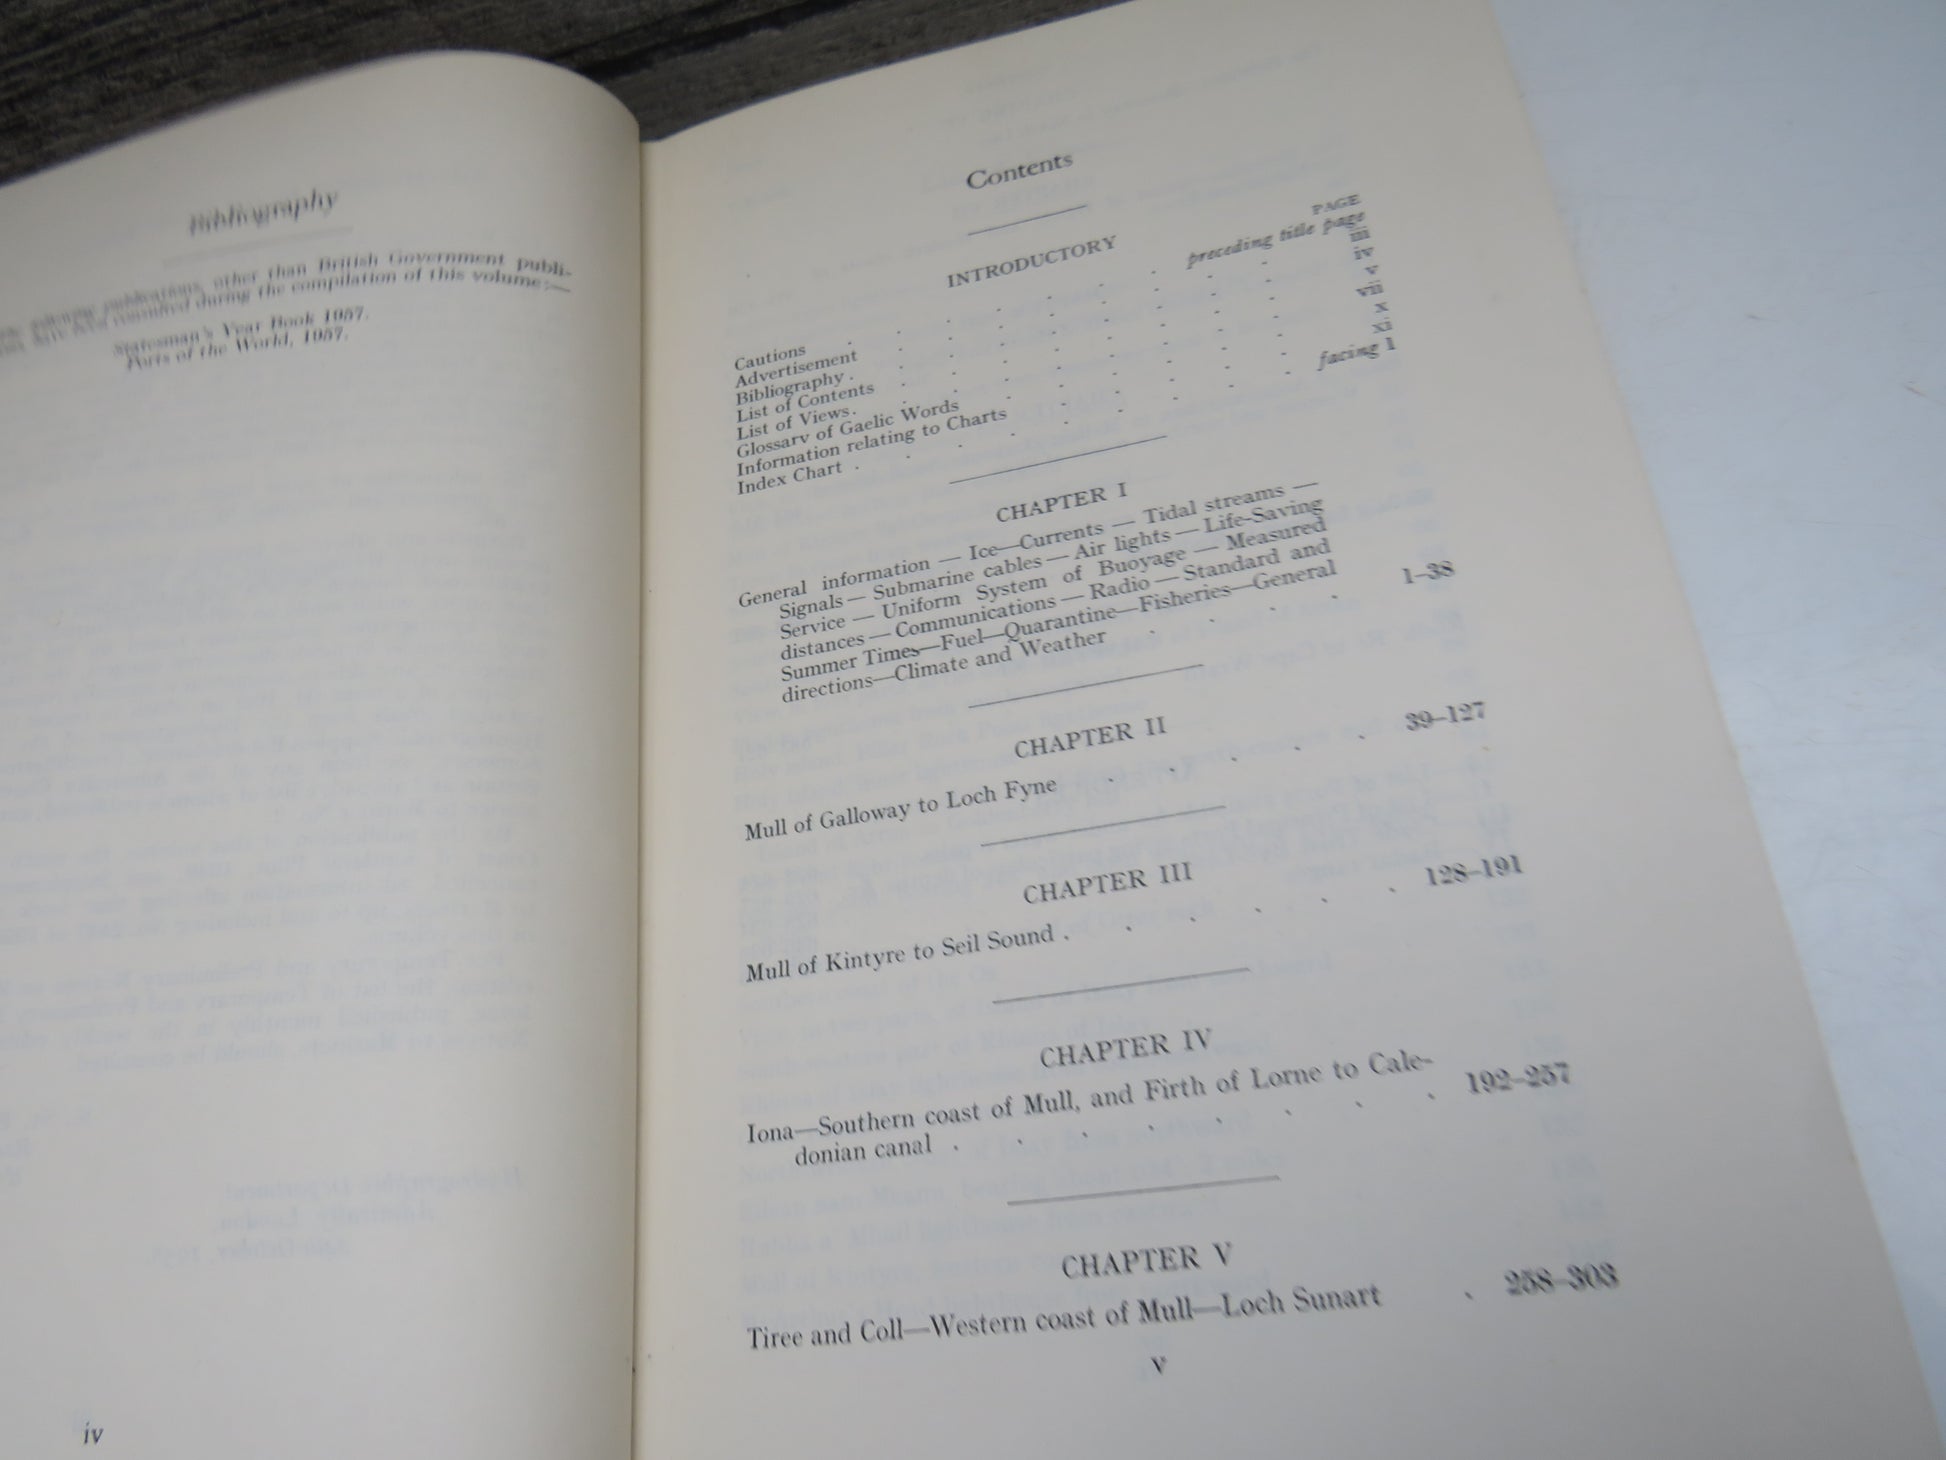 Bibliography
publications, other than British Government publi-
consulted during the compilation of this volume:—
Statesman's Year Book 1957.
Ports of the World, 1957.
iv
Contents
INTRODUCTORY
PAGE
Cautions . . . . . . preceding title page
Advertisement . . . . . . iii
Bibliography . . . . . . iv
List of Contents . . . . . . v
List of Views . . . . . . vii
Glossary of Gaelic Words . . . . . x
Information relating to Charts . . . . xi
Index Chart . . . . . . facing 1
CHAPTER I
General information — Ice—Currents — Tidal streams —
Signals — Submarine cables — Air lights — Life-Saving
Service — Uniform System of Buoyage — Measured
distances — Communications — Radio — Standard and
Summer Times—Fuel—Quarantine—Fisheries—General
directions—Climate and Weather . . . . 1–38
CHAPTER II
Mull of Galloway to Loch Fyne . . . . . 39–127
CHAPTER III
Mull of Kintyre to Seil Sound . . . . . . 128–191
CHAPTER IV
Iona—Southern coast of Mull, and Firth of Lorne to Cale-
donian canal . . . . . . . . 192–257
CHAPTER V
Tiree and Coll—Western coast of Mull—Loch Sunart . 258–303
v